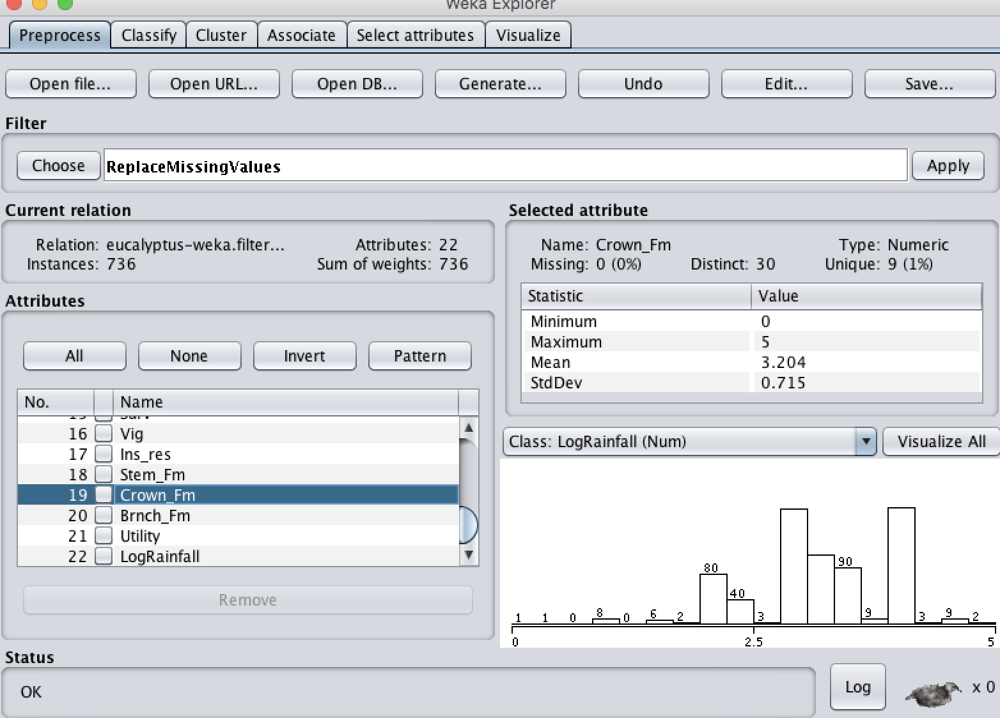 Weka Explorer
Preprocess Classify Cluster Associate Select attributes Visualize
Open file... Open URL... Open DB... Generate... Undo Edit... Save...
Filter
Choose ReplaceMissingValues Apply
Current relation
Relation: eucalyptus-weka.filter... Attributes: 22
Instances: 736 Sum of weights: 736
Attributes
All None Invert Pattern
No. Name
16 Vig
17 Ins_res
18 Stem_Fm
19 Crown_Fm
20 Brnch_Fm
21 Utility
22 LogRainfall
Remove
Selected attribute
Name: Crown_Fm Type: Numeric
Missing: 0 (0%) Distinct: 30 Unique: 9 (1%)
Statistic Value
Minimum 0
Maximum 5
Mean 3.204
StdDev 0.715
Class: LogRainfall (Num) Visualize All
1 1 0 8 0 6 2 80 40 3 90 9 3 9 2
0 2.5 5
Status
OK
Log x 0